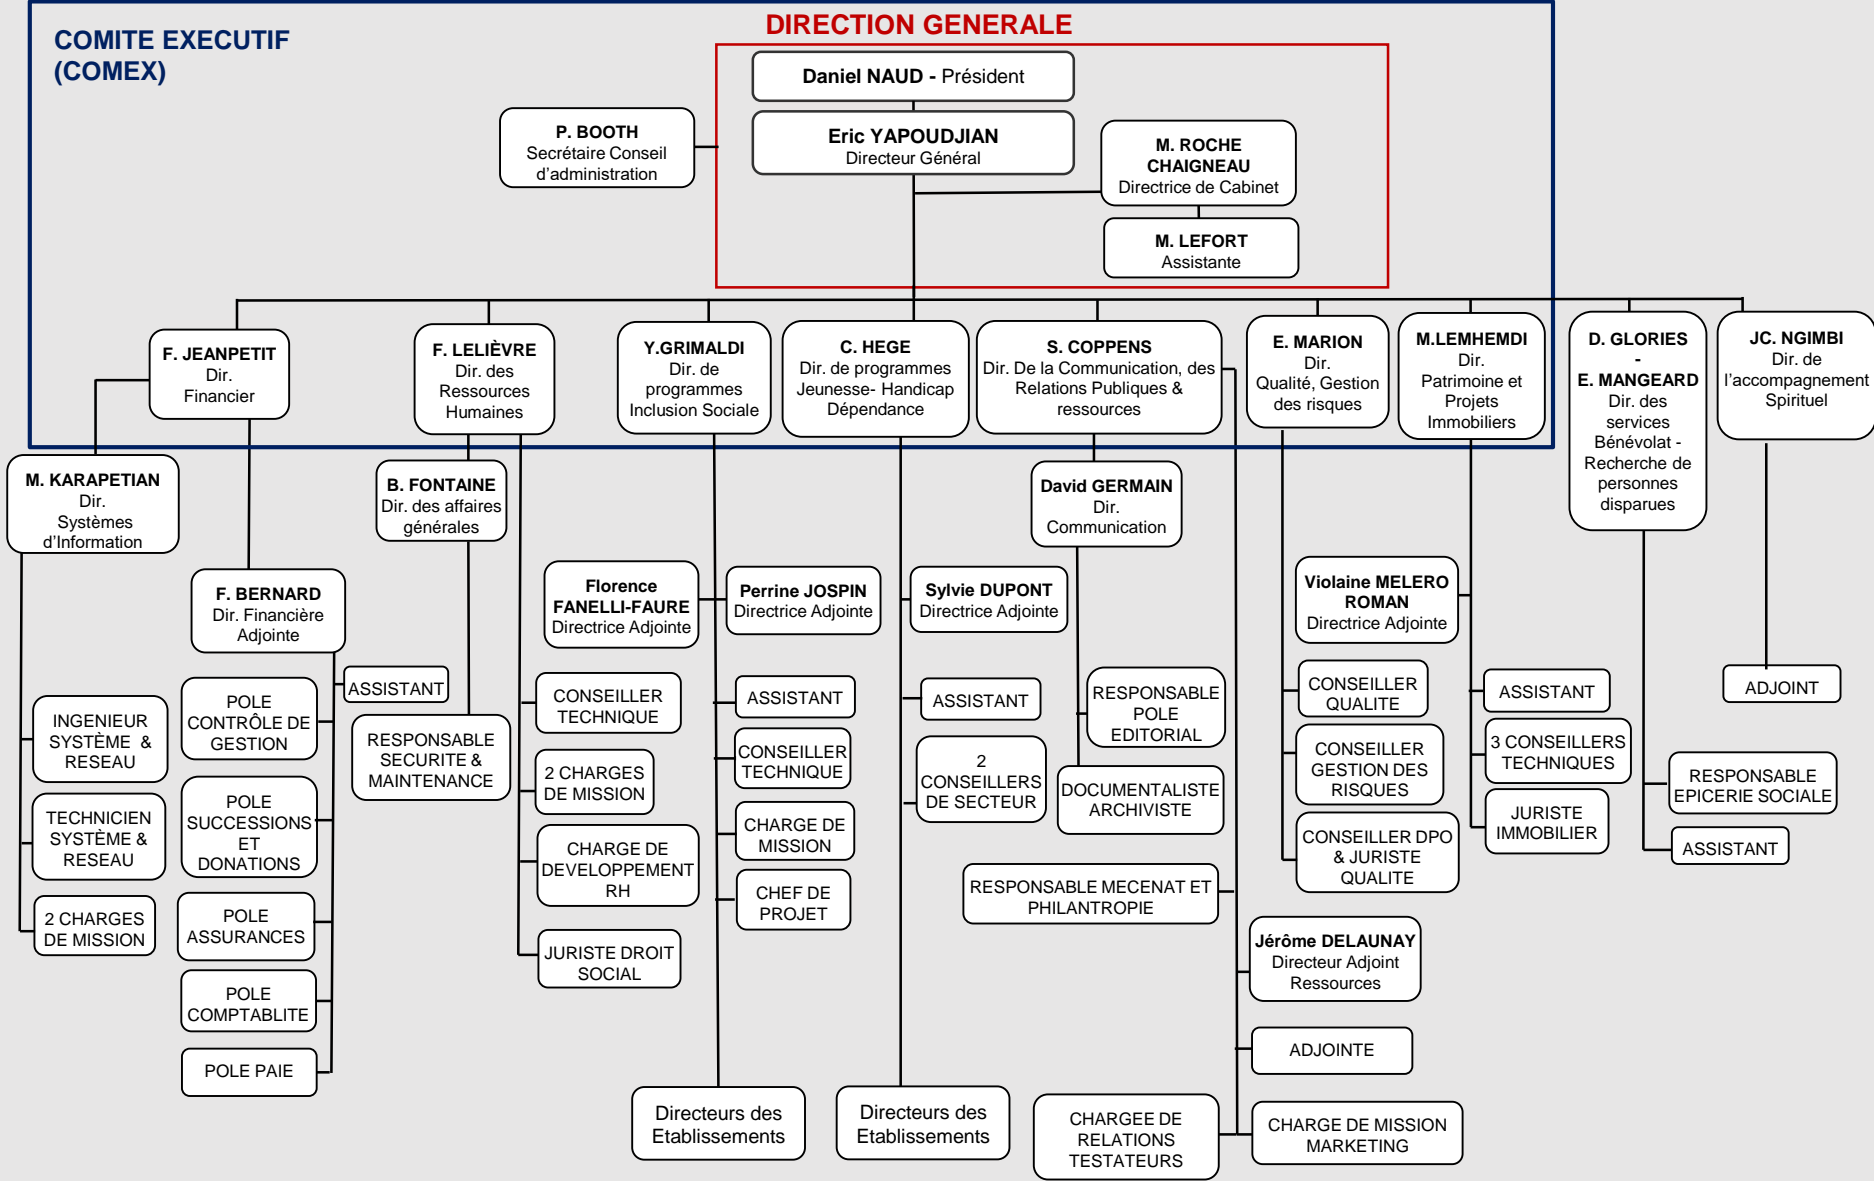 DIRECTION GENERALE
COMITE EXECUTIF
(COMEX)
Daniel NAUD - Président
P. BOOTH
Secrétaire Conseil
d'administration
Eric YAPOUDJIAN
Directeur Général
M. ROCHE
CHAIGNEAU
Directrice de Cabinet
M. LEFORT
Assistante
F. JEANPETIT
Dir.
Financier
F. LELIÈVRE
Dir. des
Ressources
Humaines
Y.GRIMALDI
Dir. de
programmes
Inclusion Sociale
C. HEGE
Dir. de programmes
Jeunesse- Handicap
Dépendance
S. COPPENS
Dir. De la Communication, des
Relations Publiques &
ressources
E. MARION
Dir.
Qualité, Gestion
des risques
M.LEMHEMDI
Dir.
Patrimoine et
Projets
Immobiliers
D. GLORIES
-
E. MANGEARD
Dir. des
services
Bénévolat -
Recherche de
personnes
disparues
JC. NGIMBI
Dir. de
l'accompagnement
Spirituel
M. KARAPETIAN
Dir.
Systèmes
d'Information
B. FONTAINE
Dir. des affaires
générales
David GERMAIN
Dir.
Communication
F. BERNARD
Dir. Financière
Adjointe
Florence
FANELLI-FAURE
Directrice Adjointe
Perrine JOSPIN
Directrice Adjointe
Sylvie DUPONT
Directrice Adjointe
Violaine MELERO
ROMAN
Directrice Adjointe
INGENIEUR
SYSTÈME &
RESEAU
TECHNICIEN
SYSTÈME &
RESEAU
2 CHARGES
DE MISSION
ASSISTANT
POLE
CONTRÔLE DE
GESTION
POLE
SUCCESSIONS
ET
DONATIONS
POLE
ASSURANCES
POLE
COMPTABLITE
POLE PAIE
RESPONSABLE
SECURITE &
MAINTENANCE
CONSEILLER
TECHNIQUE
2 CHARGES
DE MISSION
CHARGE DE
DEVELOPPEMENT
RH
JURISTE DROIT
SOCIAL
ASSISTANT
CONSEILLER
TECHNIQUE
CHARGE DE
MISSION
CHEF DE
PROJET
Directeurs des
Etablissements
ASSISTANT
2
CONSEILLERS
DE SECTEUR
Directeurs des
Etablissements
RESPONSABLE
POLE
EDITORIAL
DOCUMENTALISTE
ARCHIVISTE
RESPONSABLE MECENAT ET
PHILANTROPIE
Jérôme DELAUNAY
Directeur Adjoint
Ressources
ADJOINTE
CHARGEE DE
RELATIONS
TESTATEURS
CHARGE DE MISSION
MARKETING
CONSEILLER
QUALITE
CONSEILLER
GESTION DES
RISQUES
CONSEILLER DPO
& JURISTE
QUALITE
ASSISTANT
3 CONSEILLERS
TECHNIQUES
JURISTE
IMMOBILIER
RESPONSABLE
EPICERIE SOCIALE
ASSISTANT
ADJOINT